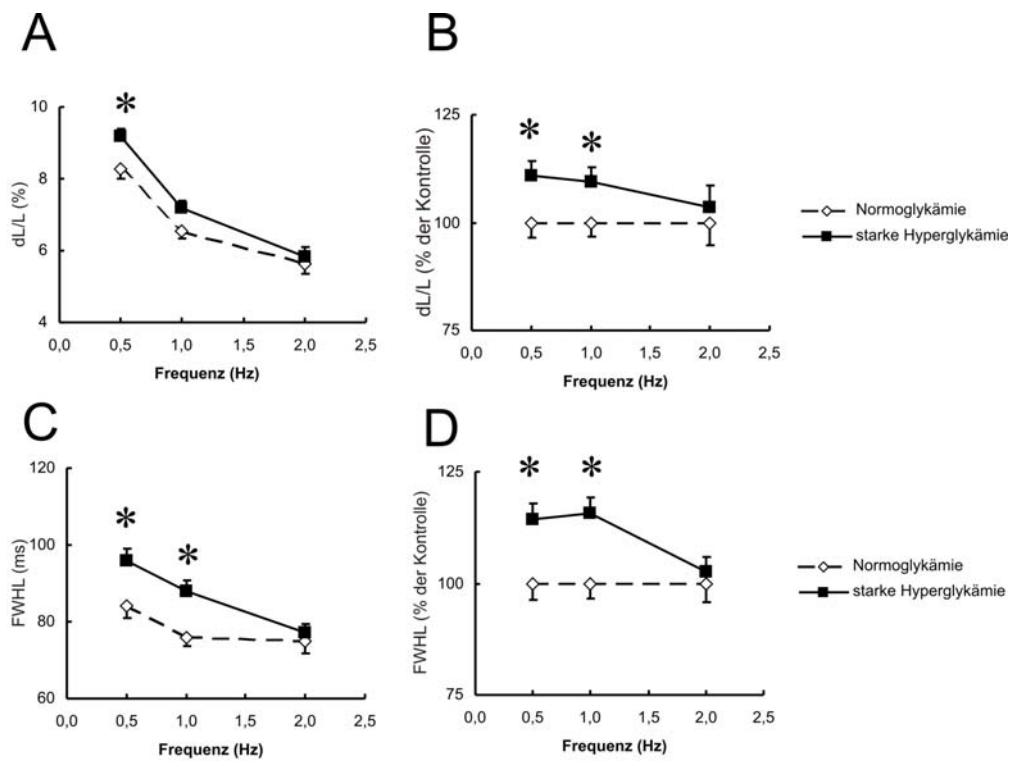 A
*
10
8
6
4
dL/L (%)
0,0 0,5 1,0 1,5 2,0 2,5
Frequenz (Hz)
B
* *
125
100
75
dL/L (% der Kontrolle)
0,0 0,5 1,0 1,5 2,0 2,5
Frequenz (Hz)
Normoglykämie
starke Hyperglykämie
C
* *
120
100
80
60
FWHL (ms)
0,0 0,5 1,0 1,5 2,0 2,5
Frequenz (Hz)
D
* *
125
100
75
FWHL (% der Kontrolle)
0,0 0,5 1,0 1,5 2,0 2,5
Frequenz (Hz)
Normoglykämie
starke Hyperglykämie